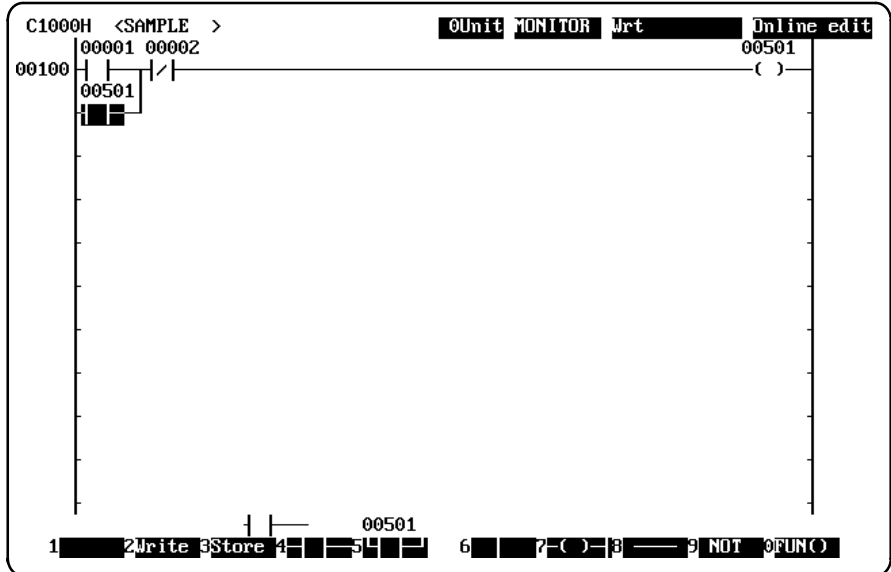 C1000H <SAMPLE > 0Unit MONITOR Wrt Online edit
00001 00002 00501
00100
00501
00501
1 2Write 3Store 4 5 6 7-( )- 8 9 NOT 0FUN()